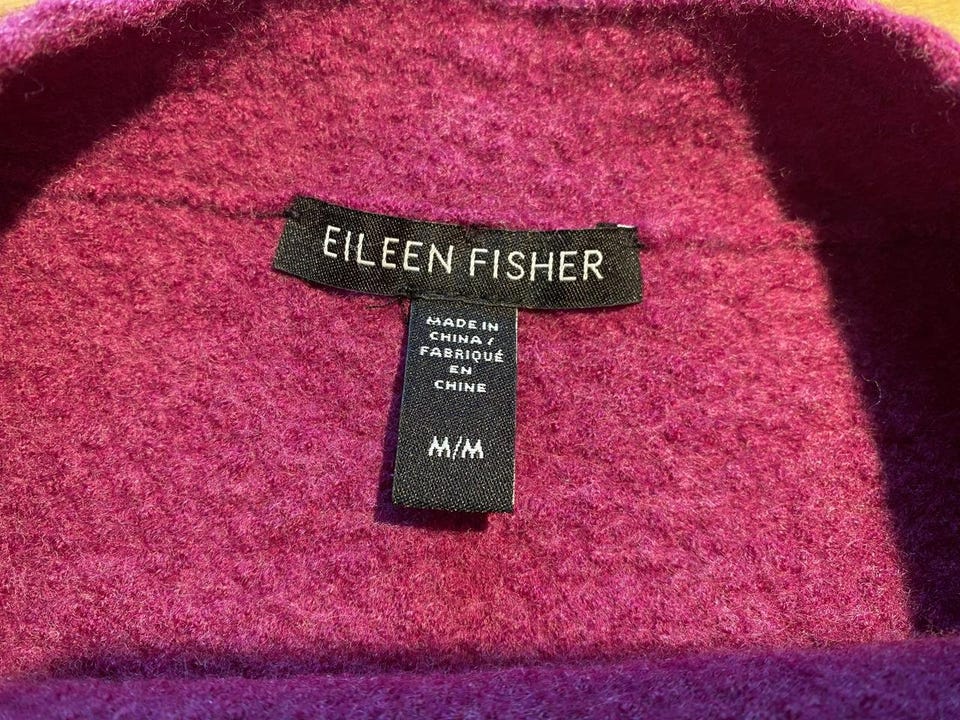 EILEEN FISHER
MADE IN
CHINA /
FABRIQUÉ
EN
CHINE
M/M